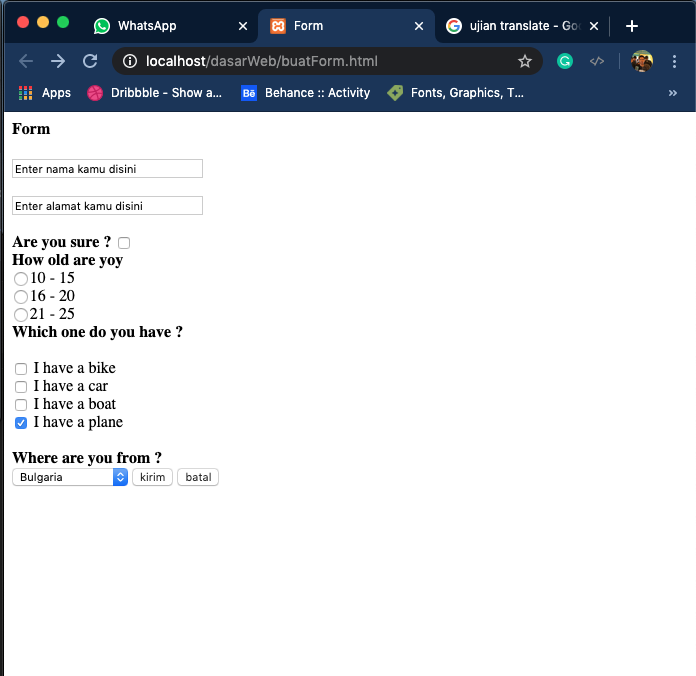 WhatsApp
Form
ujian translate - Goo
localhost/dasarWeb/buatForm.html
Apps
Dribbble - Show a...
Bē
Behance :: Activity
Fonts, Graphics, T...
Form
Enter nama kamu disini
Enter alamat kamu disini
Are you sure ?
How old are yoy
10 - 15
16 - 20
21 - 25
Which one do you have ?
I have a bike
I have a car
I have a boat
I have a plane
Where are you from ?
Bulgaria kirim batal